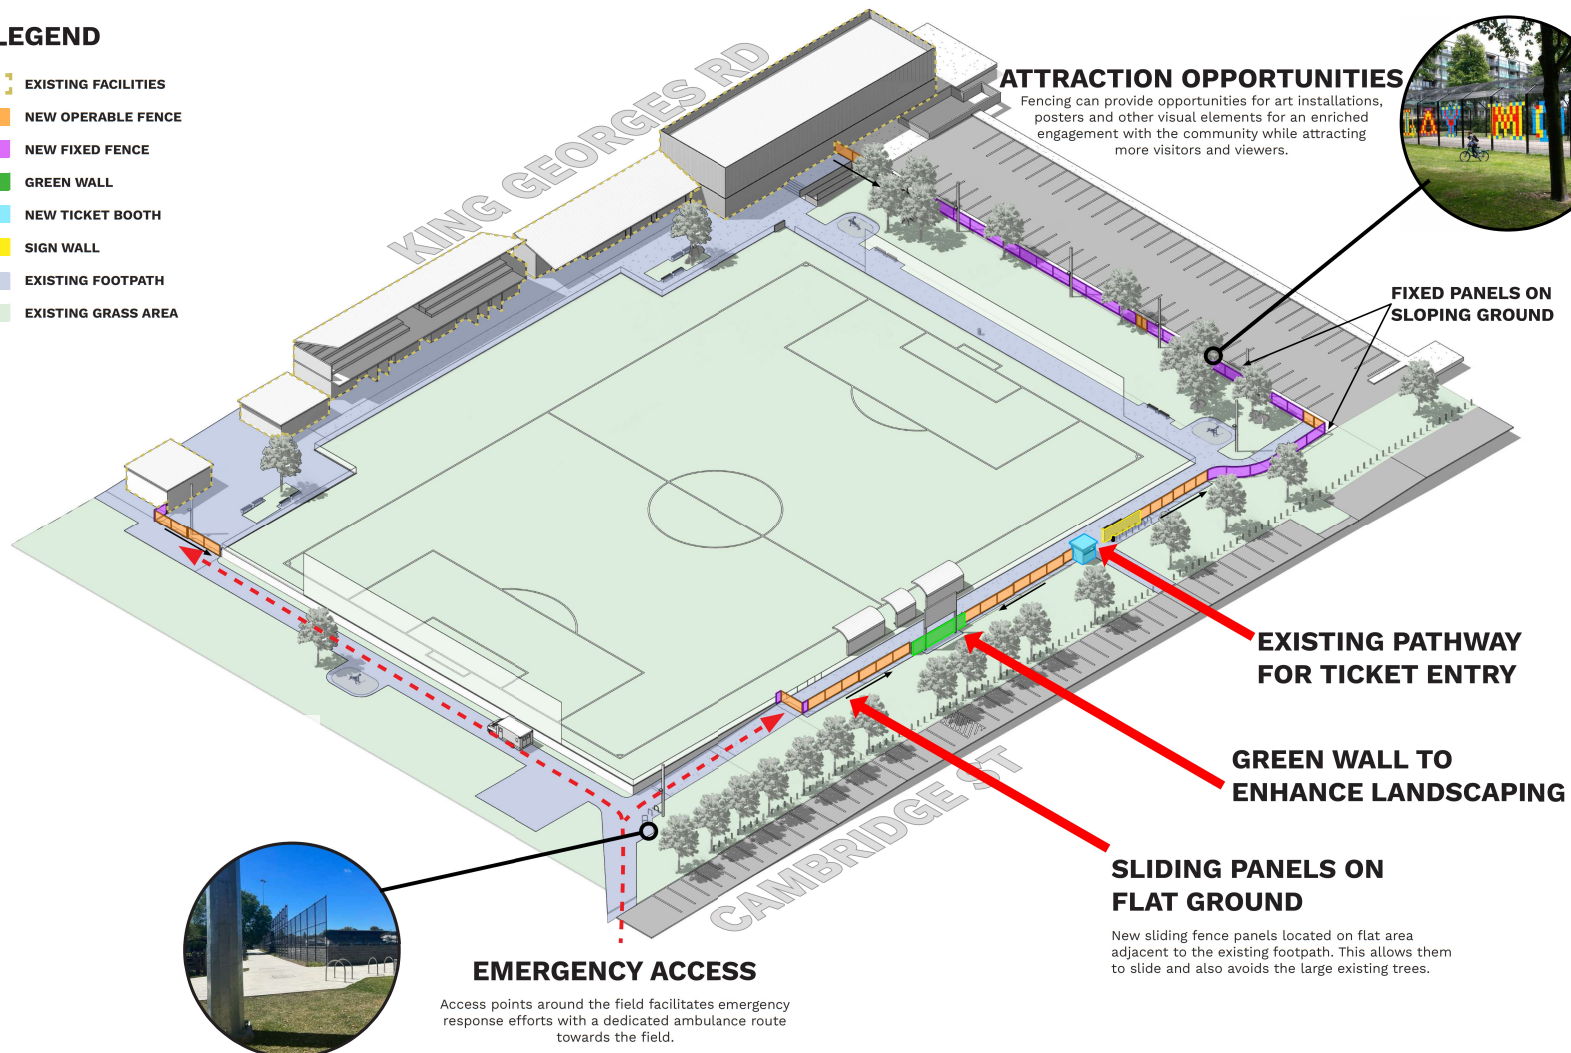 LEGEND
EXISTING FACILITIES
NEW OPERABLE FENCE
NEW FIXED FENCE
GREEN WALL
NEW TICKET BOOTH
SIGN WALL
EXISTING FOOTPATH
EXISTING GRASS AREA
KING GEORGES RD
ATTRACTION OPPORTUNITIES
Fencing can provide opportunities for art installations,
posters and other visual elements for an enriched
engagement with the community while attracting
more visitors and viewers.
FIXED PANELS ON
SLOPING GROUND
EXISTING PATHWAY
FOR TICKET ENTRY
GREEN WALL TO
ENHANCE LANDSCAPING
SLIDING PANELS ON
FLAT GROUND
New sliding fence panels located on flat area
adjacent to the existing footpath. This allows them
to slide and also avoids the large existing trees.
CAMBRIDGE ST
EMERGENCY ACCESS
Access points around the field facilitates emergency
response efforts with a dedicated ambulance route
towards the field.